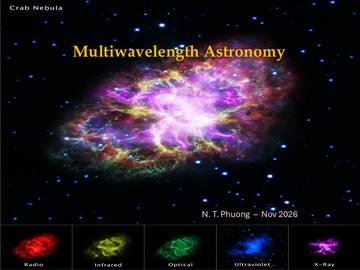 Crab Nebula
Multiwavelength Astronomy
N. T. Phuong – Nov 2026
Radio
Infrared
Optical
Ultraviolet
X-Ray